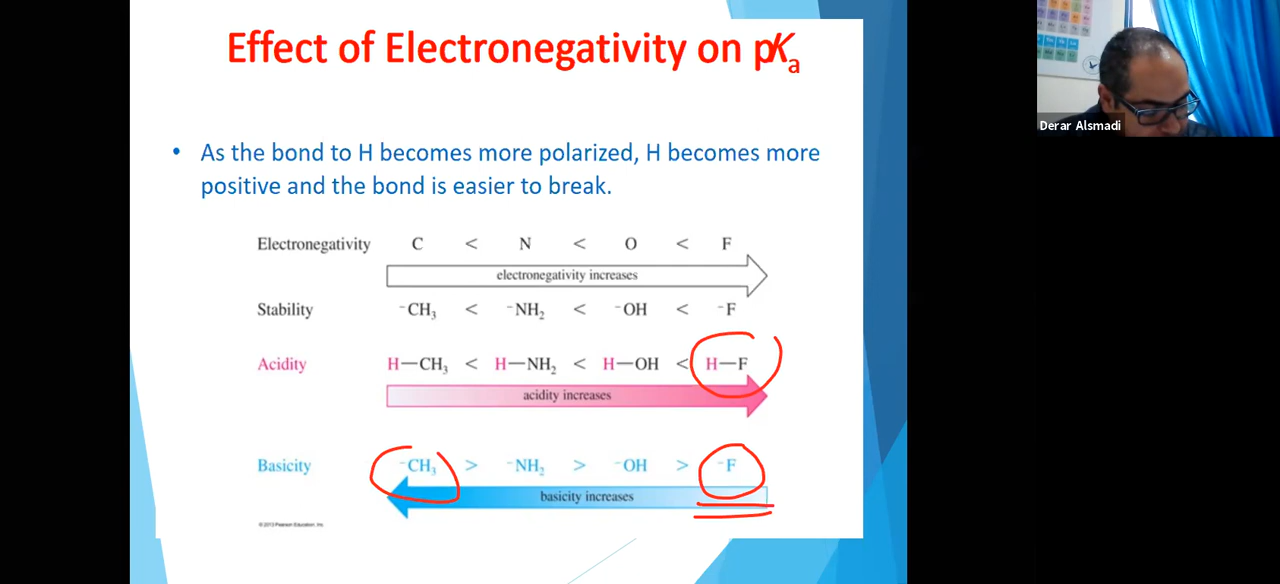 Effect of Electronegativity on pKa
• As the bond to H becomes more polarized, H becomes more
positive and the bond is easier to break.
Electronegativity C < N < O < F
electronegativity increases
Stability ⁻CH₃ < ⁻NH₂ < ⁻OH < ⁻F
Acidity H—CH₃ < H—NH₂ < H—OH < H—F
acidity increases
Basicity ⁻CH₃ > ⁻NH₂ > ⁻OH > ⁻F
basicity increases
© 2013 Pearson Education, Inc.
Derar Alsmadi